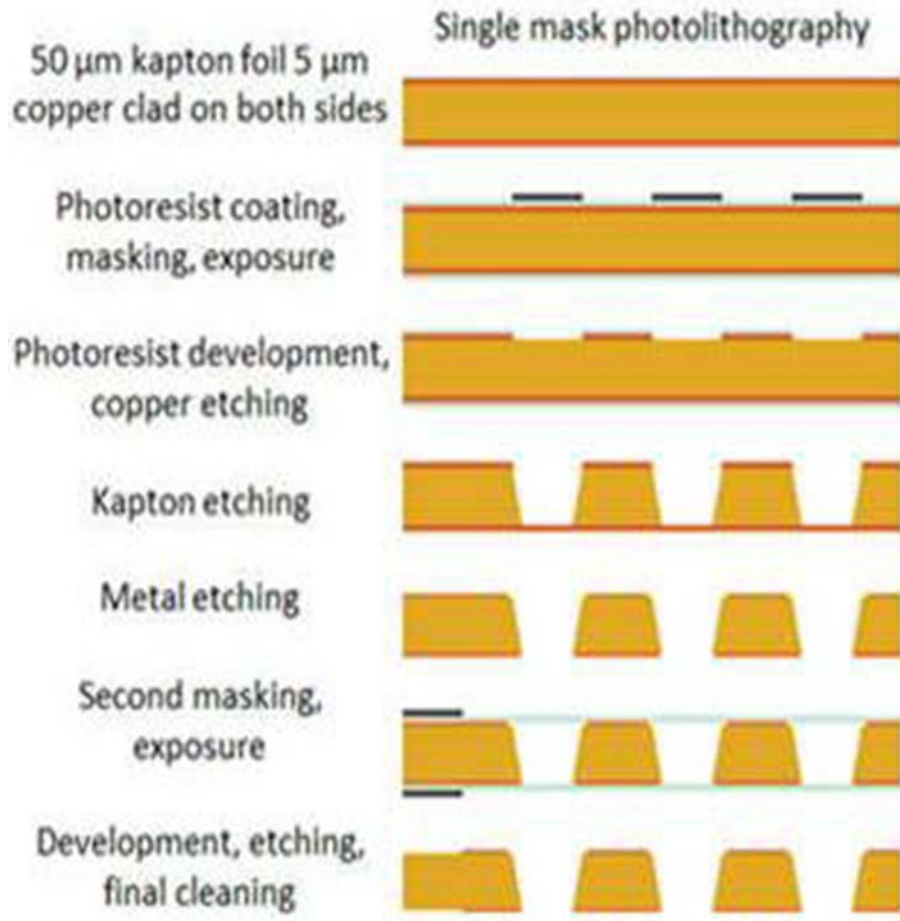 Single mask photolithography
50 µm kapton foil 5 µm
copper clad on both sides
Photoresist coating,
masking, exposure
Photoresist development,
copper etching
Kapton etching
Metal etching
Second masking,
exposure
Development, etching,
final cleaning